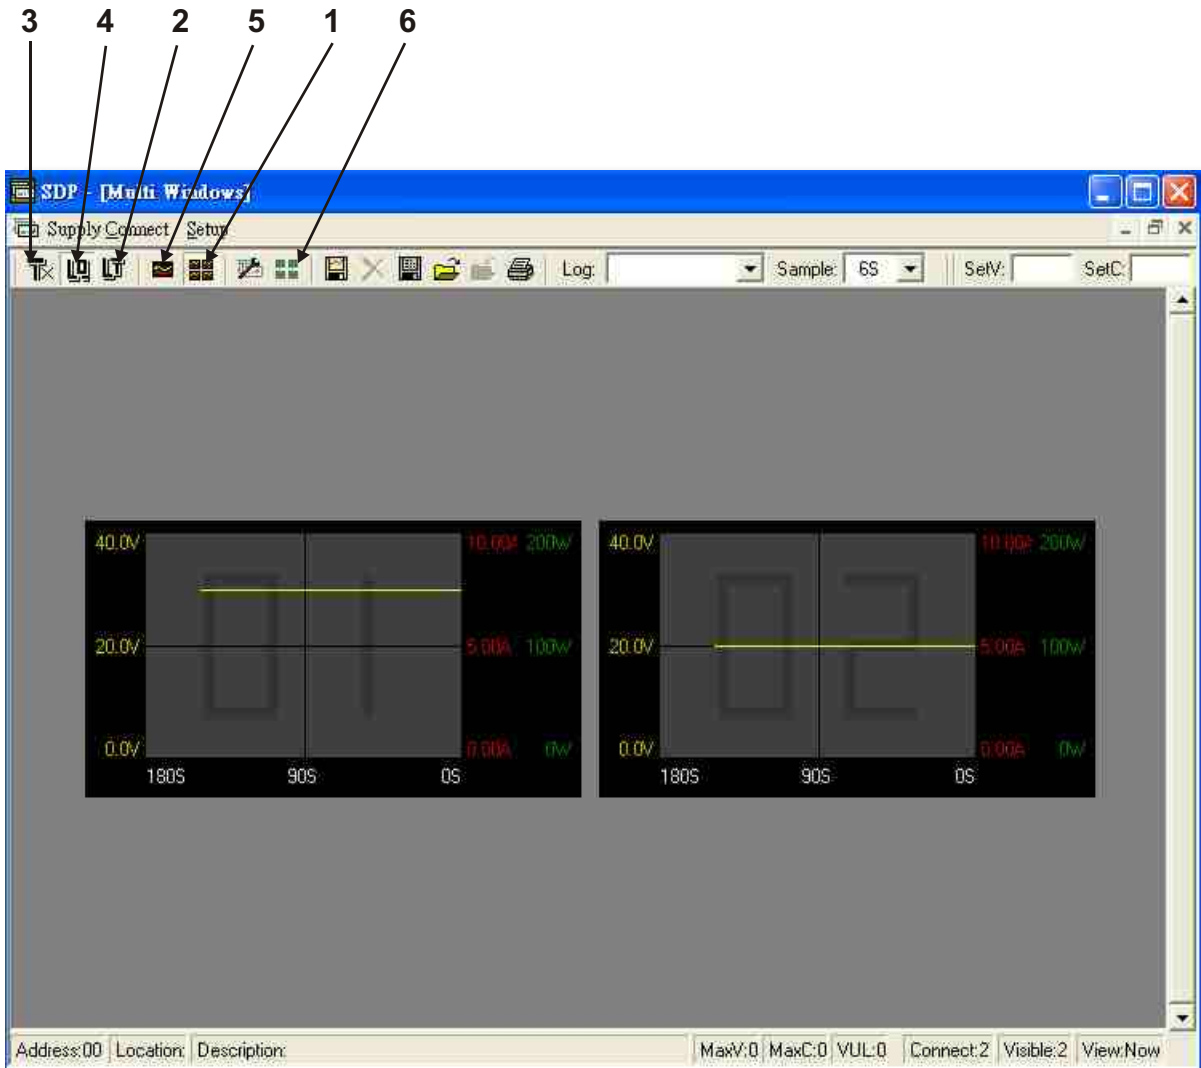 3 4 2 5 1 6
SDP - [Multi Windows]
Supply Connect Setup
Log: Sample: 6S SetV: SetC:
40.0V 10.00A 200W 40.0V 10.00A 200W
01 02
20.0V 5.00A 100W 20.0V 5.00A 100W
0.0V 0.00A 0W 0.0V 0.00A 0W
180S 90S 0S 180S 90S 0S
Address:00 Location: Description: MaxV:0 MaxC:0 VUL:0 Connect:2 Visible:2 View:Now